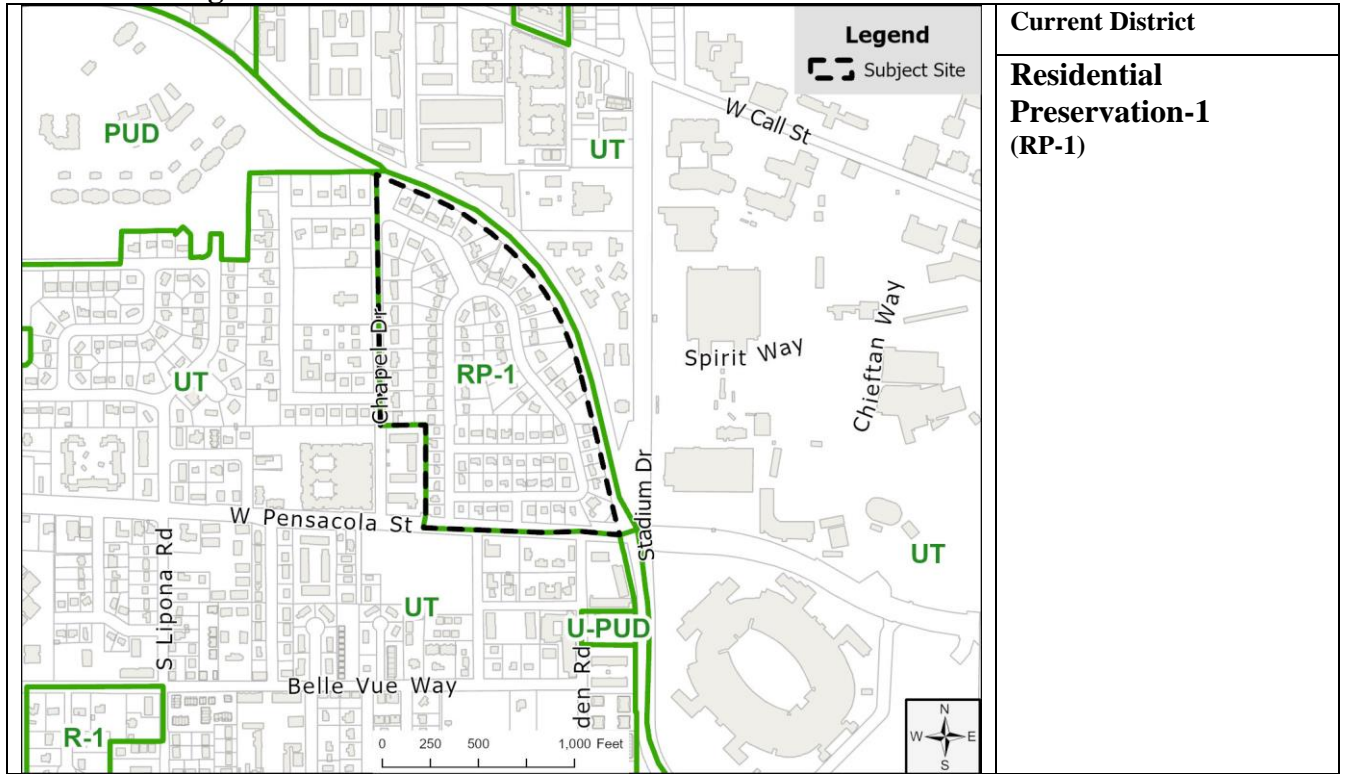 Legend
Subject Site
W Call St
PUD
UT
Chapel Dr
RP-1
UT
Spirit Way
Chieftan Way
W Pensacola St
Stadium Dr
S Lipona Rd
UT
UT
U-PUD
den Rd
Belle Vue Way
R-1
0 250 500 1,000 Feet
N
W E
S
Current District
Residential
Preservation-1
(RP-1)